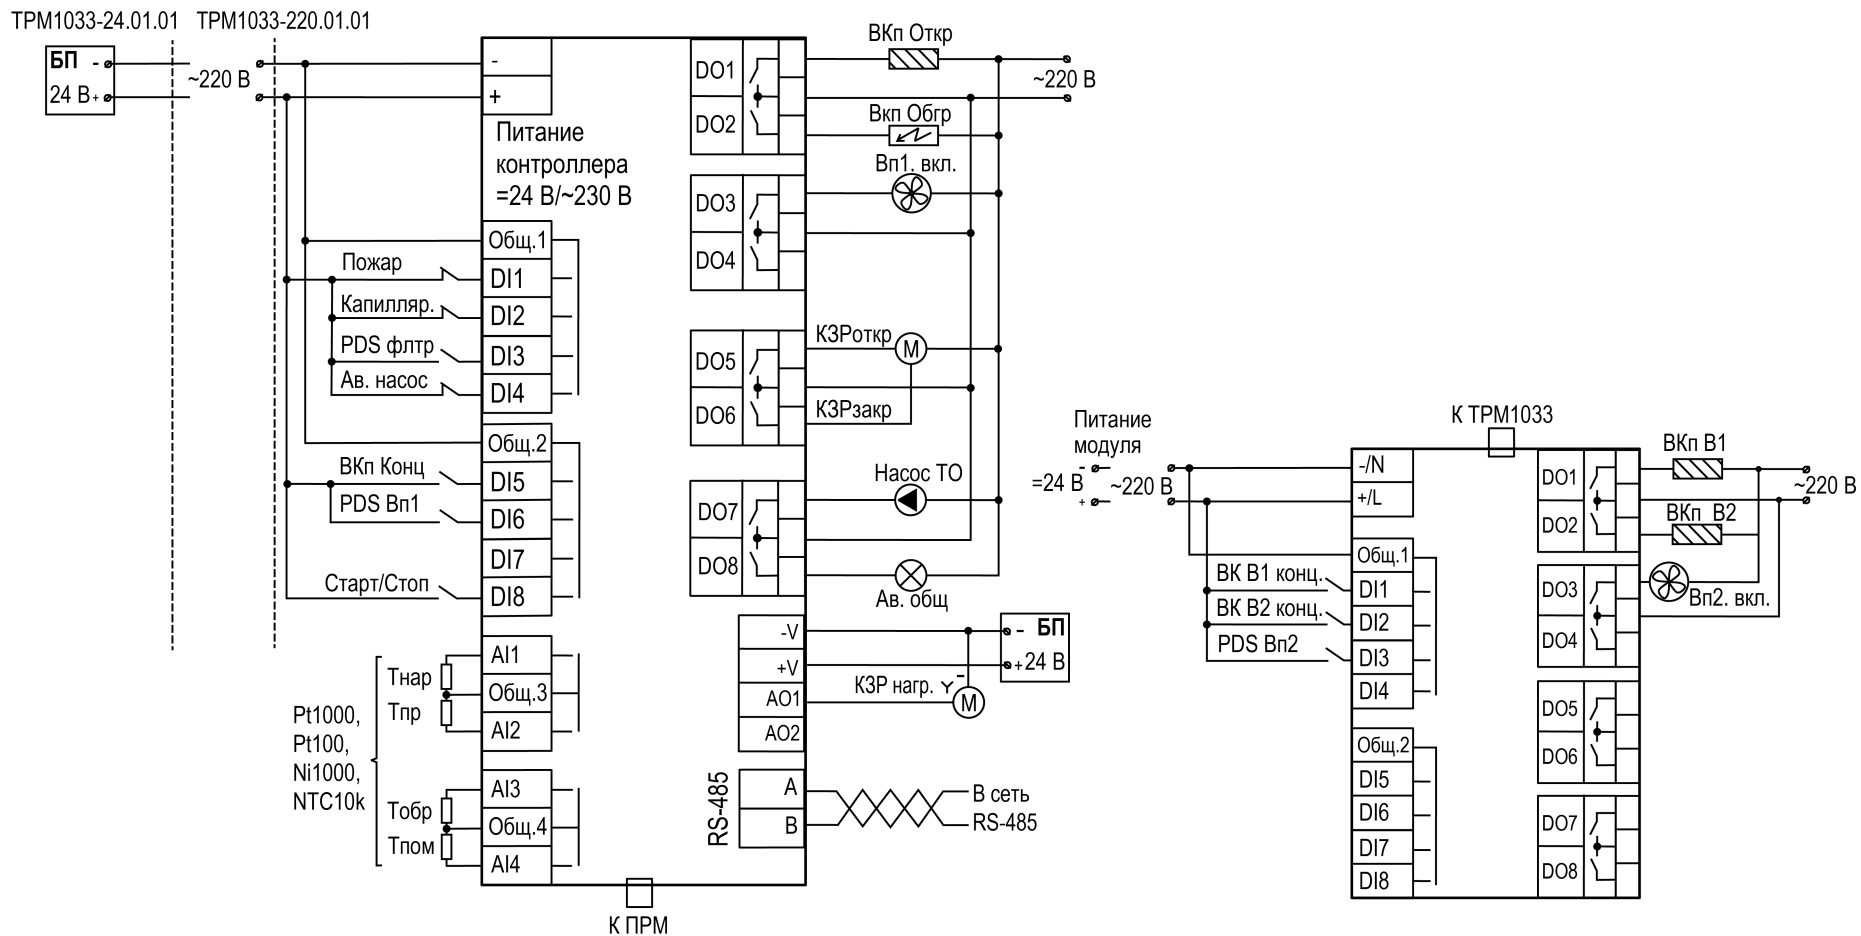 ТРМ1033-24.01.01
ТРМ1033-220.01.01
БП -
24 В +
~220 В
-
+
Питание
контроллера
=24 В/~230 В
Общ.1
Пожар
DI1
Капилляр.
DI2
PDS флтр
DI3
Ав. насос
DI4
Общ.2
ВКп Конц
DI5
PDS Вп1
DI6
DI7
Старт/Стоп
DI8
Pt1000,
Pt100,
Ni1000,
NTC10k
Тнар
Тпр
Тобр
Тпом
AI1
Общ.3
AI2
AI3
Общ.4
AI4
К ПРМ
DO1
DO2
DO3
DO4
DO5
DO6
DO7
DO8
-V
+V
AO1
AO2
RS-485
A
B
ВКп Откр
~220 В
Вкп Обгр
Вп1. вкл.
КЗРоткр
М
КЗРзакр
Насос ТО
Ав. общ
- БП
+ 24 В
КЗР нагр.
Y -
М
В сеть
RS-485
Питание
модуля
-
=24 В
+
~220 В
К ТРМ1033
-/N
+/L
Общ.1
ВК В1 конц.
DI1
ВК В2 конц.
DI2
PDS Вп2
DI3
DI4
Общ.2
DI5
DI6
DI7
DI8
DO1
DO2
DO3
DO4
DO5
DO6
DO7
DO8
ВКп В1
~220 В
ВКп В2
Вп2. вкл.